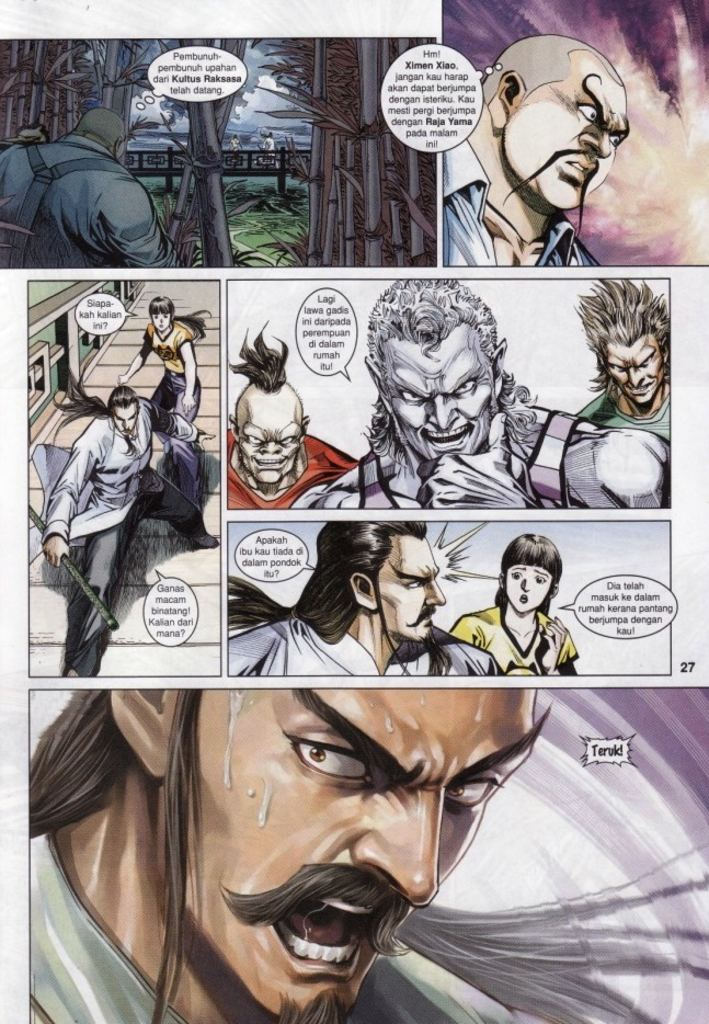 Pembunuh-
pembunuh upahan
dari Kultus Raksasa
telah datang.
Hm!
Ximen Xiao,
jangan kau harap
akan dapat berjumpa
dengan isteriku. Kau
mesti pergi berjumpa
dengan Raja Yama
pada malam
ini!
Siapa-
kah kalian
ini?
Ganas
macam
binatang!
Kalian dari
mana?
Lagi
lawa gadis
ini daripada
perempuan
di dalam
rumah
itu!
Apakah
ibu kau tiada di
dalam pondok
itu?
Dia telah
masuk ke dalam
rumah kerana pantang
berjumpa dengan
kau!
27
Teruk!